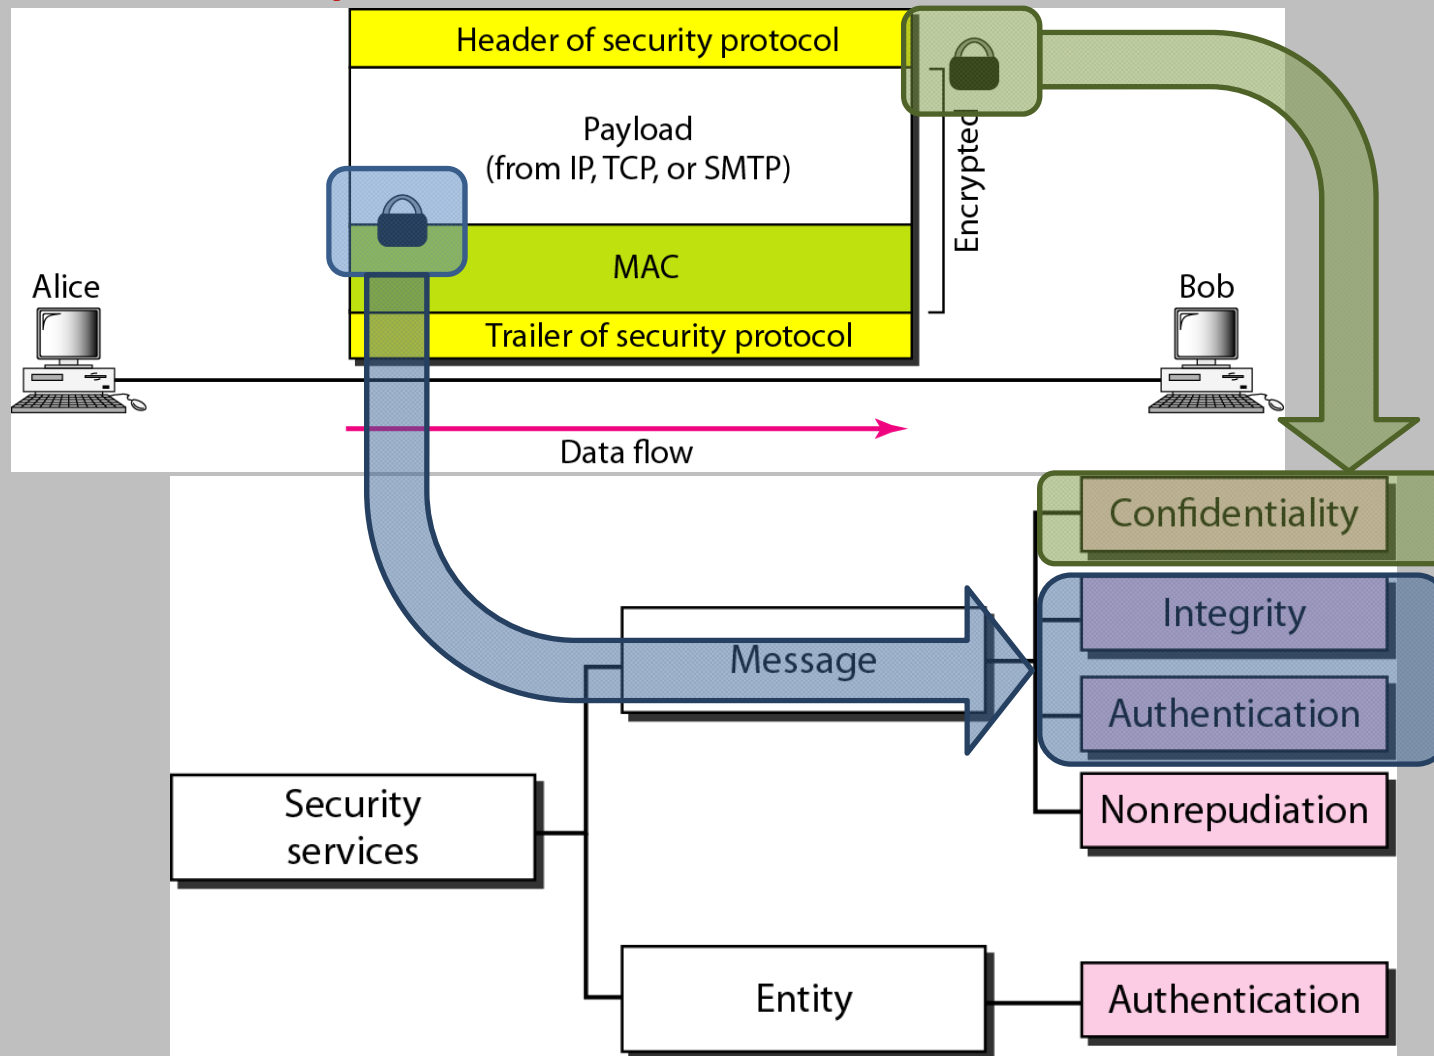 Header of security protocol
Payload
(from IP, TCP, or SMTP)
Encrypted
MAC
Trailer of security protocol
Alice
Bob
Data flow
Confidentiality
Integrity
Message
Authentication
Security
services
Nonrepudiation
Entity
Authentication